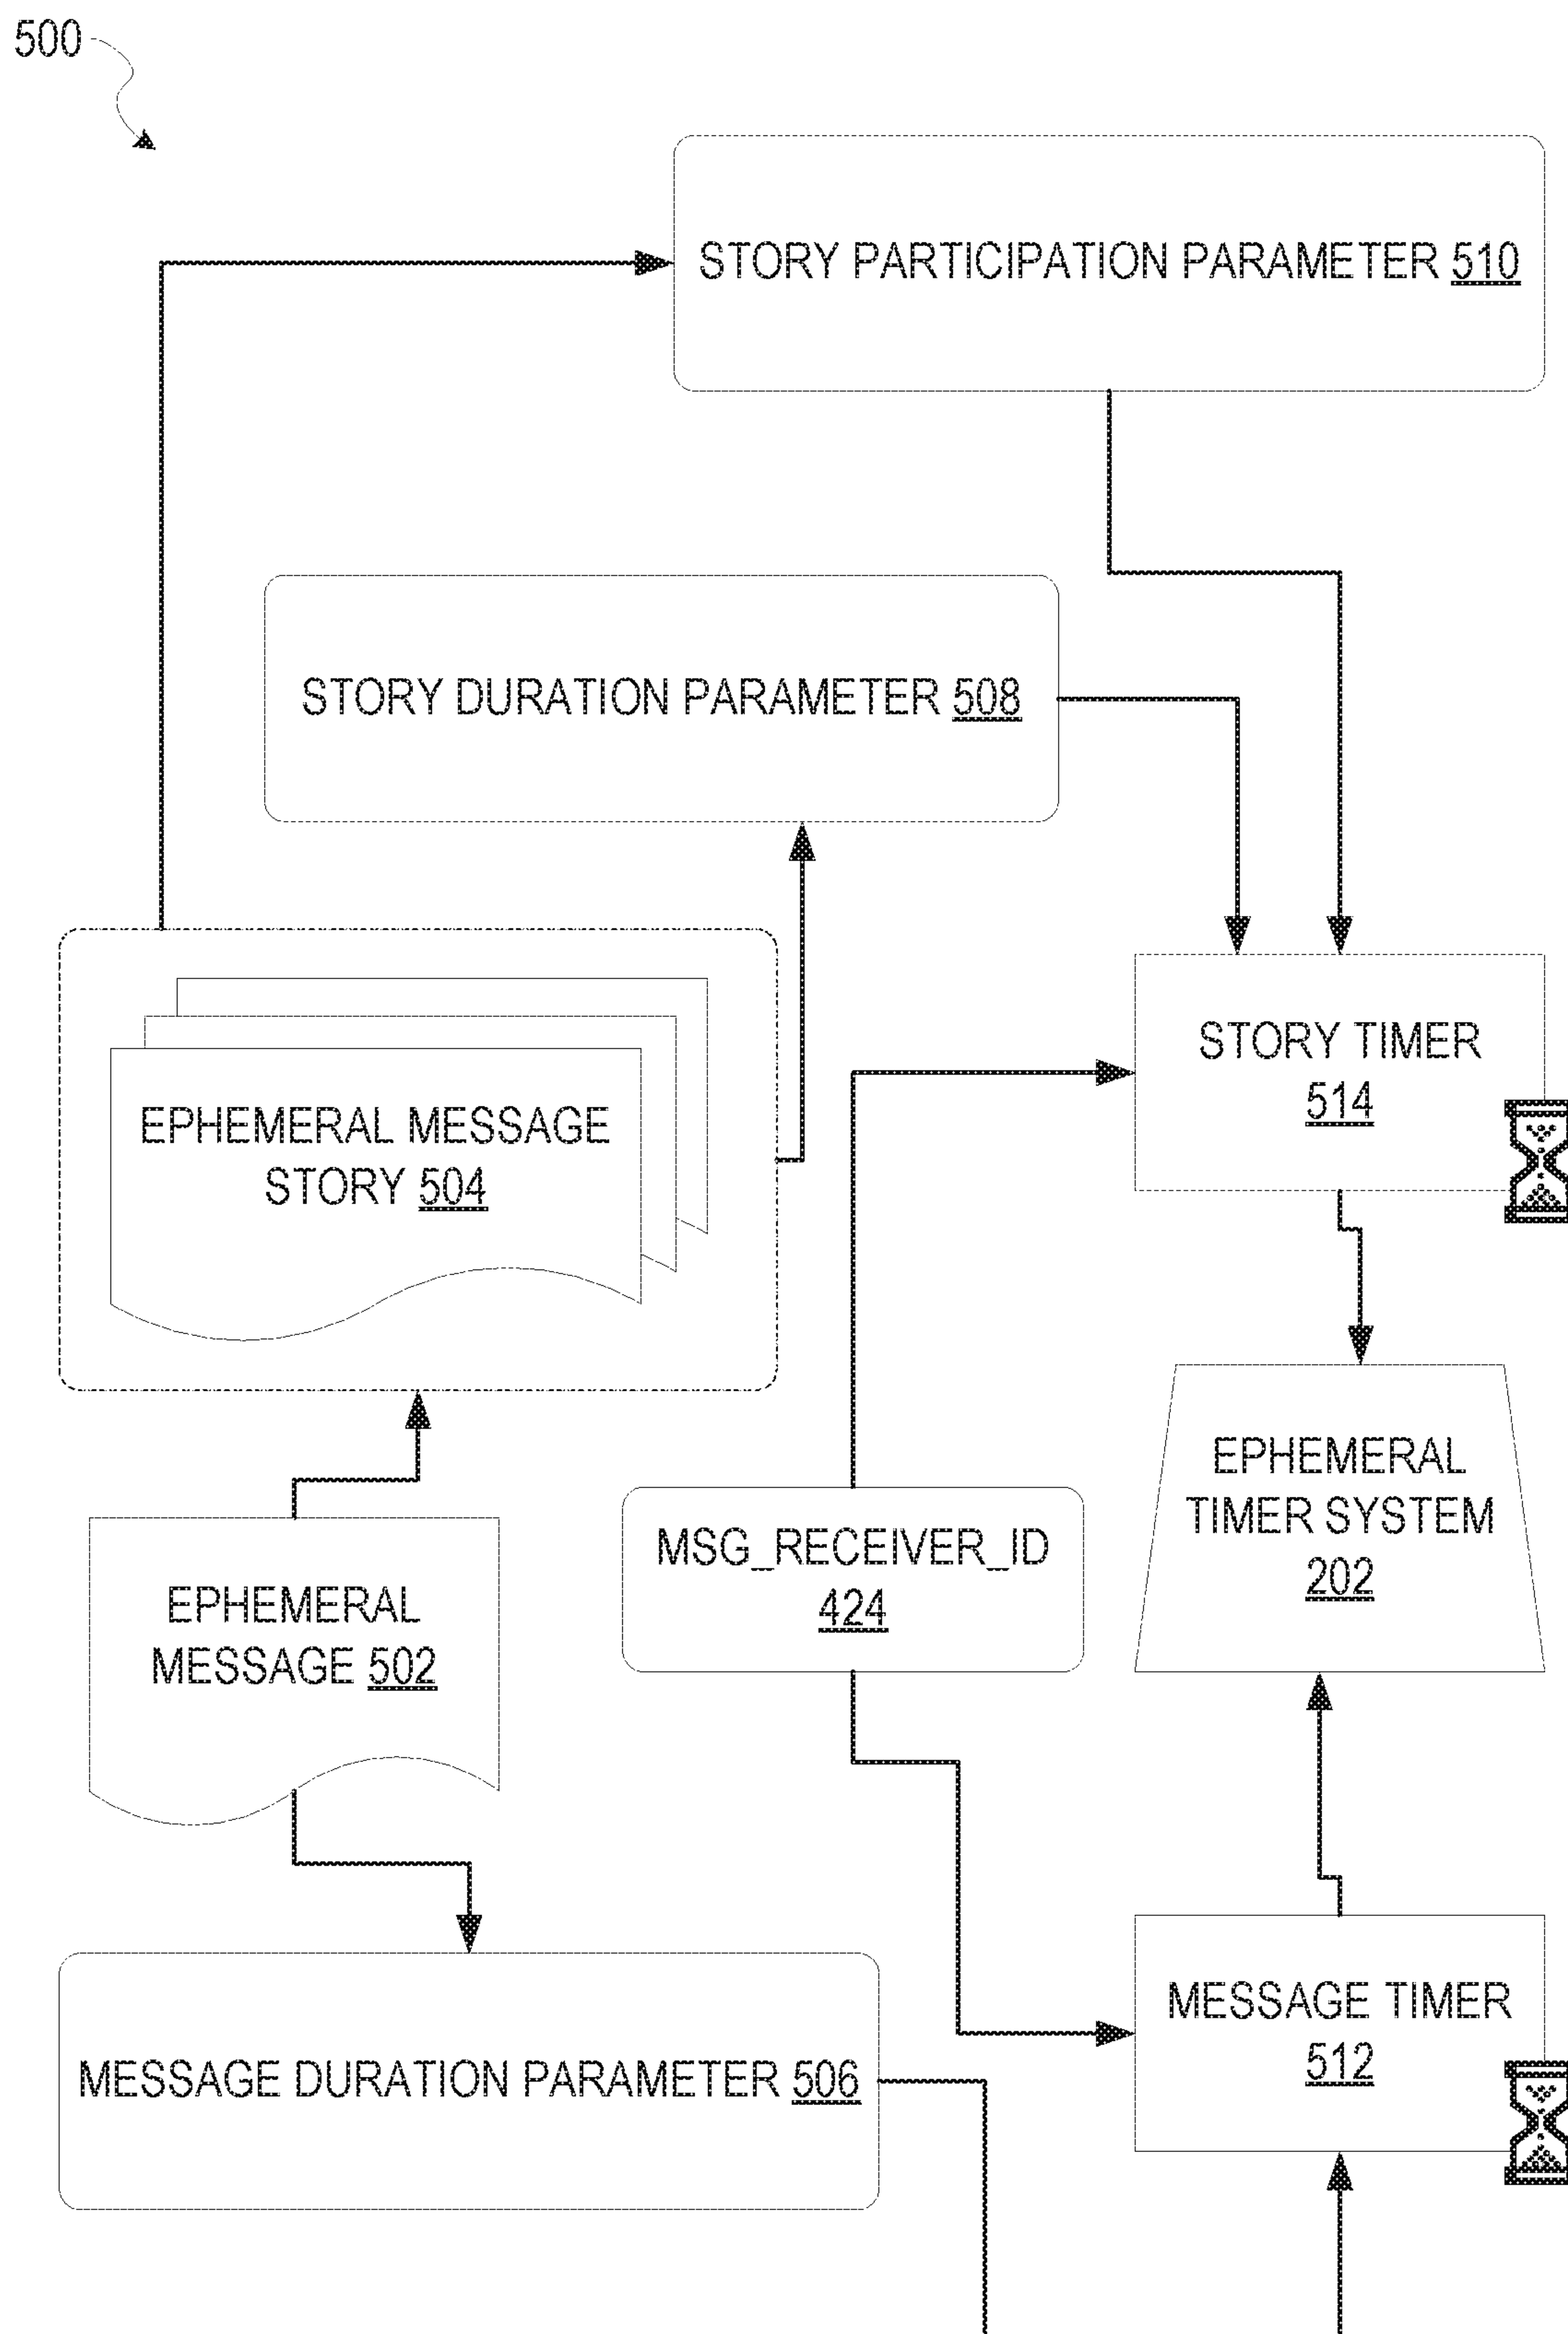 500
STORY PARTICIPATION PARAMETER 510
STORY DURATION PARAMETER 508
STORY TIMER
514
EPHEMERAL MESSAGE
STORY 504
EPHEMERAL
TIMER SYSTEM
202
MSG_RECEIVER_ID
424
EPHEMERAL
MESSAGE 502
MESSAGE TIMER
512
MESSAGE DURATION PARAMETER 506